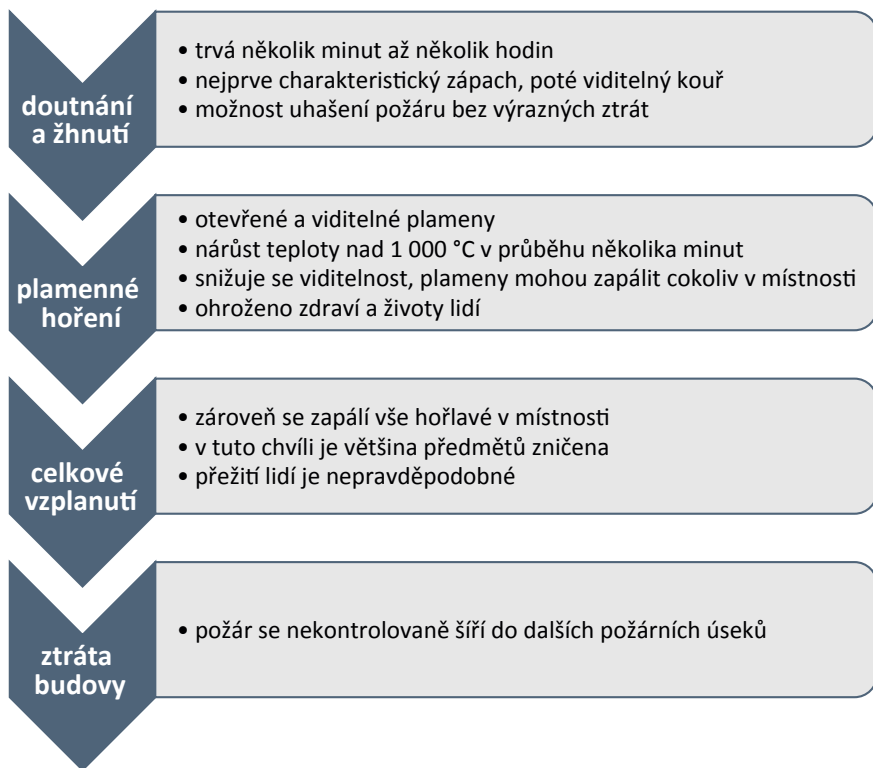 doutnání
a žhnutí
• trvá několik minut až několik hodin
• nejprve charakteristický zápach, poté viditelný kouř
• možnost uhašení požáru bez výrazných ztrát
plamenné
hoření
• otevřené a viditelné plameny
• nárůst teploty nad 1 000 °C v průběhu několika minut
• snižuje se viditelnost, plameny mohou zapálit cokoliv v místnosti
• ohroženo zdraví a životy lidí
celkové
vzplanutí
• zároveň se zapálí vše hořlavé v místnosti
• v tuto chvíli je většina předmětů zničena
• přežití lidí je nepravděpodobné
ztráta
budovy
• požár se nekontrolovaně šíří do dalších požárních úseků